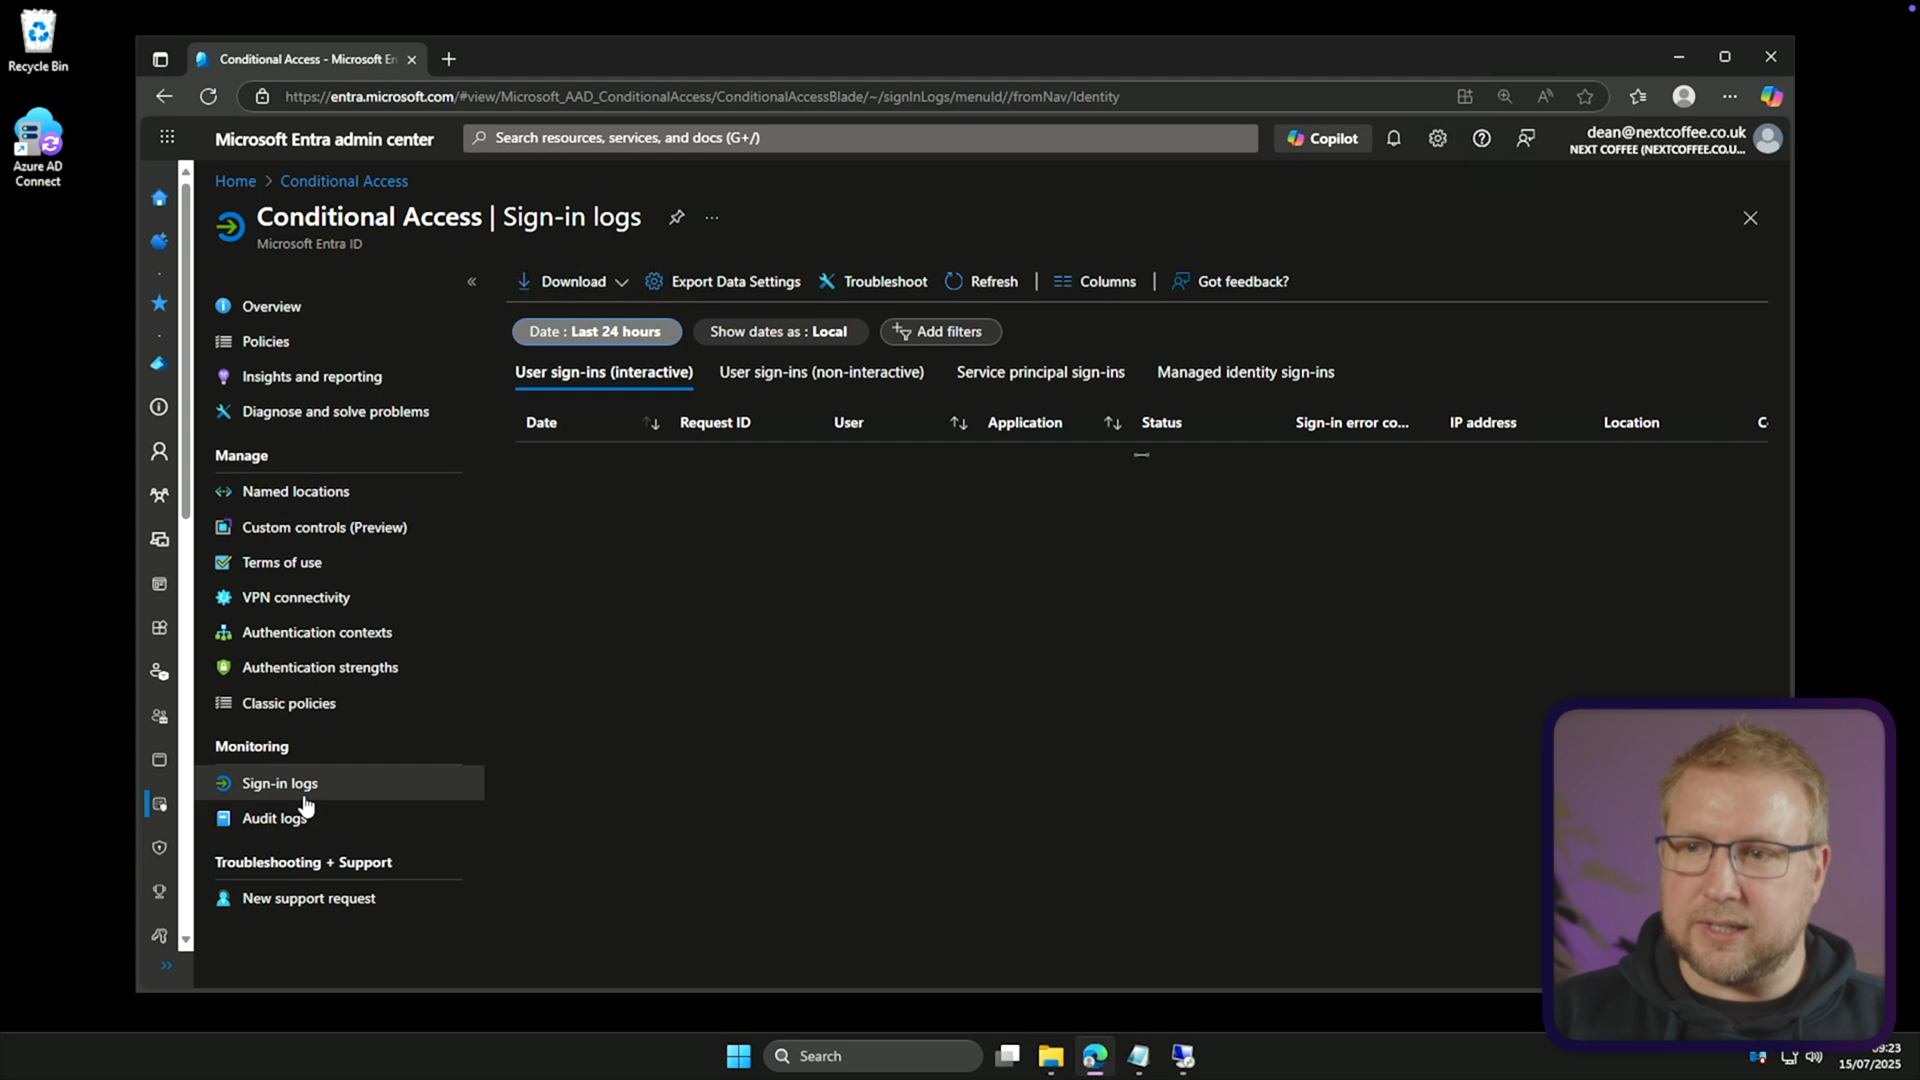 Recycle Bin
Azure AD
Connect
Conditional Access - Microsoft En
https://entra.microsoft.com/#view/Microsoft_AAD_ConditionalAccess/ConditionalAccessBlade/~/signInLogs/menuId//fromNav/Identity
Microsoft Entra admin center
Search resources, services, and docs (G+/)
Copilot
dean@nextcoffee.co.uk
NEXT COFFEE (NEXTCOFFEE.CO.U...
Home > Conditional Access
Conditional Access | Sign-in logs
Microsoft Entra ID
Download
Export Data Settings
Troubleshoot
Refresh
Columns
Got feedback?
Date : Last 24 hours
Show dates as : Local
Add filters
User sign-ins (interactive)
User sign-ins (non-interactive)
Service principal sign-ins
Managed identity sign-ins
Date
Request ID
User
Application
Status
Sign-in error co...
IP address
Location
Overview
Policies
Insights and reporting
Diagnose and solve problems
Manage
Named locations
Custom controls (Preview)
Terms of use
VPN connectivity
Authentication contexts
Authentication strengths
Classic policies
Monitoring
Sign-in logs
Audit logs
Troubleshooting + Support
New support request
Search
09:23
15/07/2025